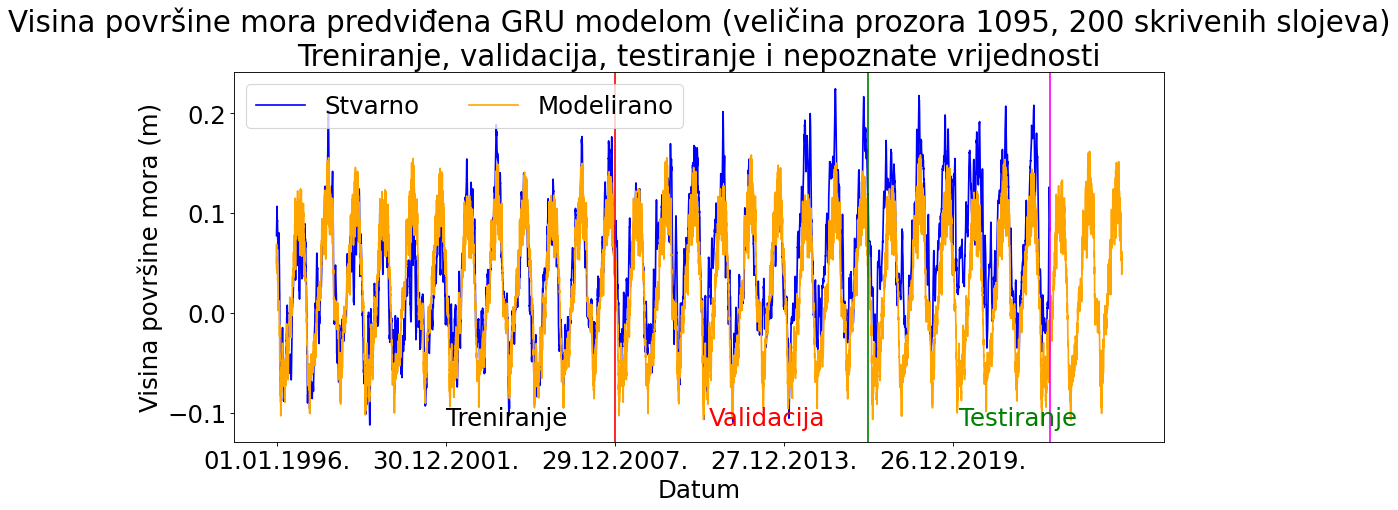 Visina površine mora predviđena GRU modelom (veličina prozora 1095, 200 skrivenih slojeva)
Treniranje, validacija, testiranje i nepoznate vrijednosti
Stvarno
Modelirano
Visina površine mora (m)
0.2
0.1
0.0
−0.1
Treniranje
Validacija
Testiranje
01.01.1996.
30.12.2001.
29.12.2007.
27.12.2013.
26.12.2019.
Datum